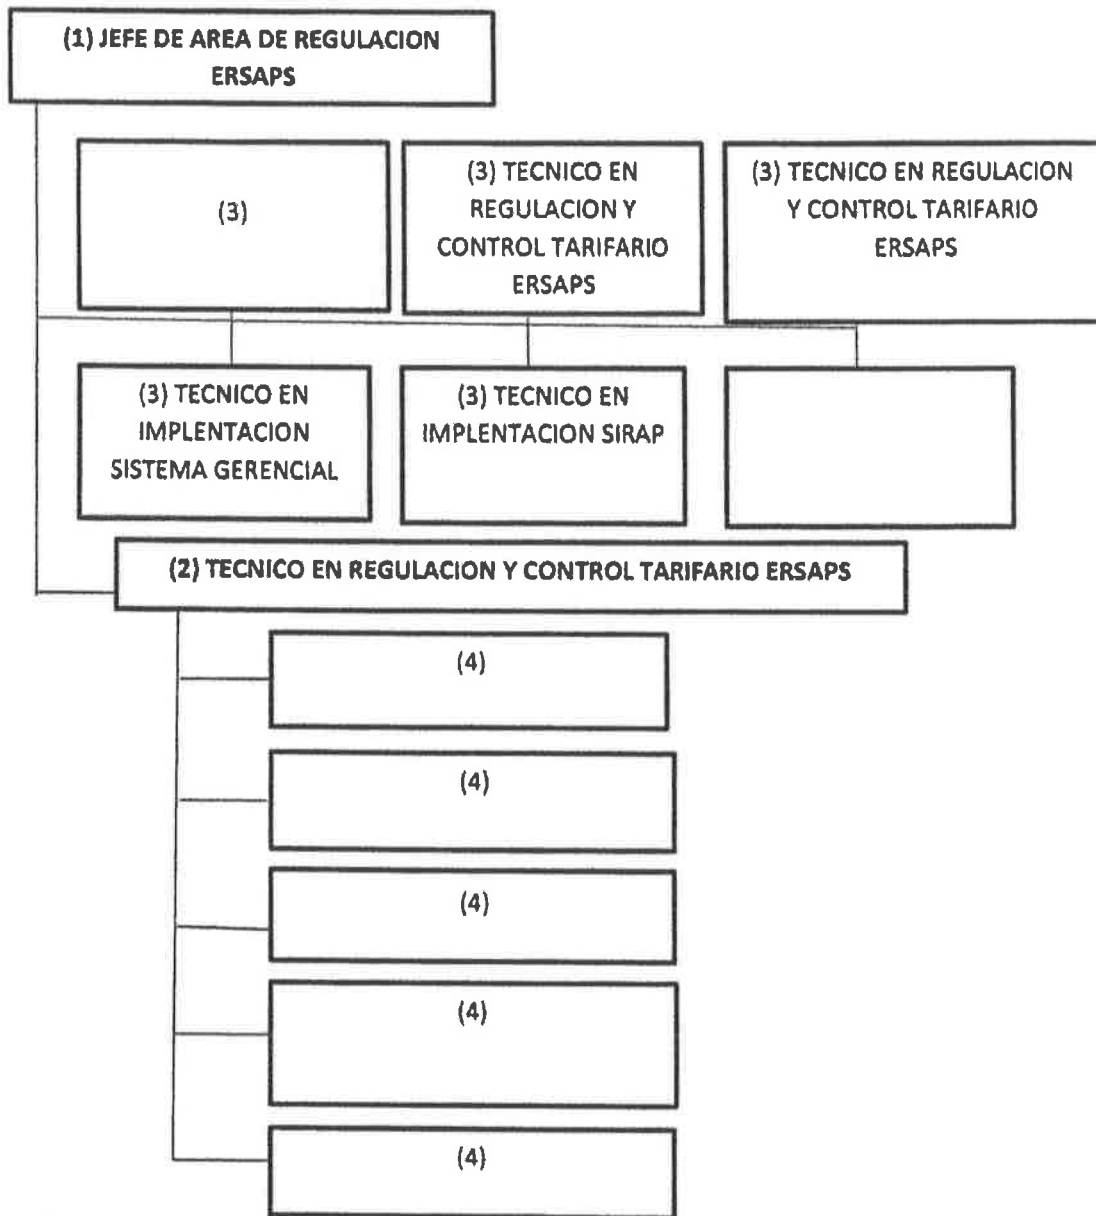 (1) JEFE DE AREA DE REGULACION
ERSAPS
(3)
(3) TECNICO EN
REGULACION Y
CONTROL TARIFARIO
ERSAPS
(3) TECNICO EN REGULACION
Y CONTROL TARIFARIO
ERSAPS
(3) TECNICO EN
IMPLENTACION
SISTEMA GERENCIAL
(3) TECNICO EN
IMPLENTACION SIRAP
(2) TECNICO EN REGULACION Y CONTROL TARIFARIO ERSAPS
(4)
(4)
(4)
(4)
(4)